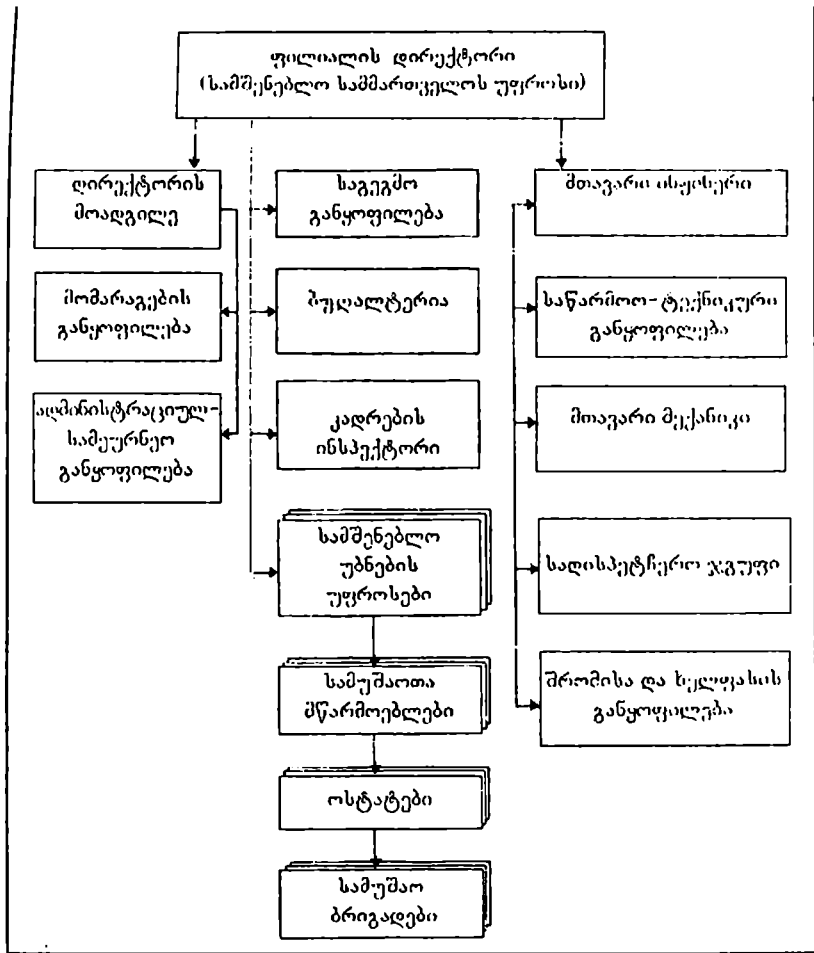 ფილიალის დირექტორი
(სამშენებლო სამმართველოს უფროსი)
დირექტორის
მოადგილე
მომარაგების
განყოფილება
ადმინისტრაციულ-
სამეურნეო
განყოფილება
საგეგმო
განყოფილება
ბუღალტერია
კადრების
ინსპექტორი
სამშენებლო
უბნების
უფროსები
სამუშაოთა
მწარმოებლები
ოსტატები
სამუშაო
ბრიგადები
მთავარი ინჟინერი
საწარმოო-ტექნიკური
განყოფილება
მთავარი მექანიკი
სადისპეტჩერო ჯგუფი
შრომისა და ხელფასის
განყოფილება